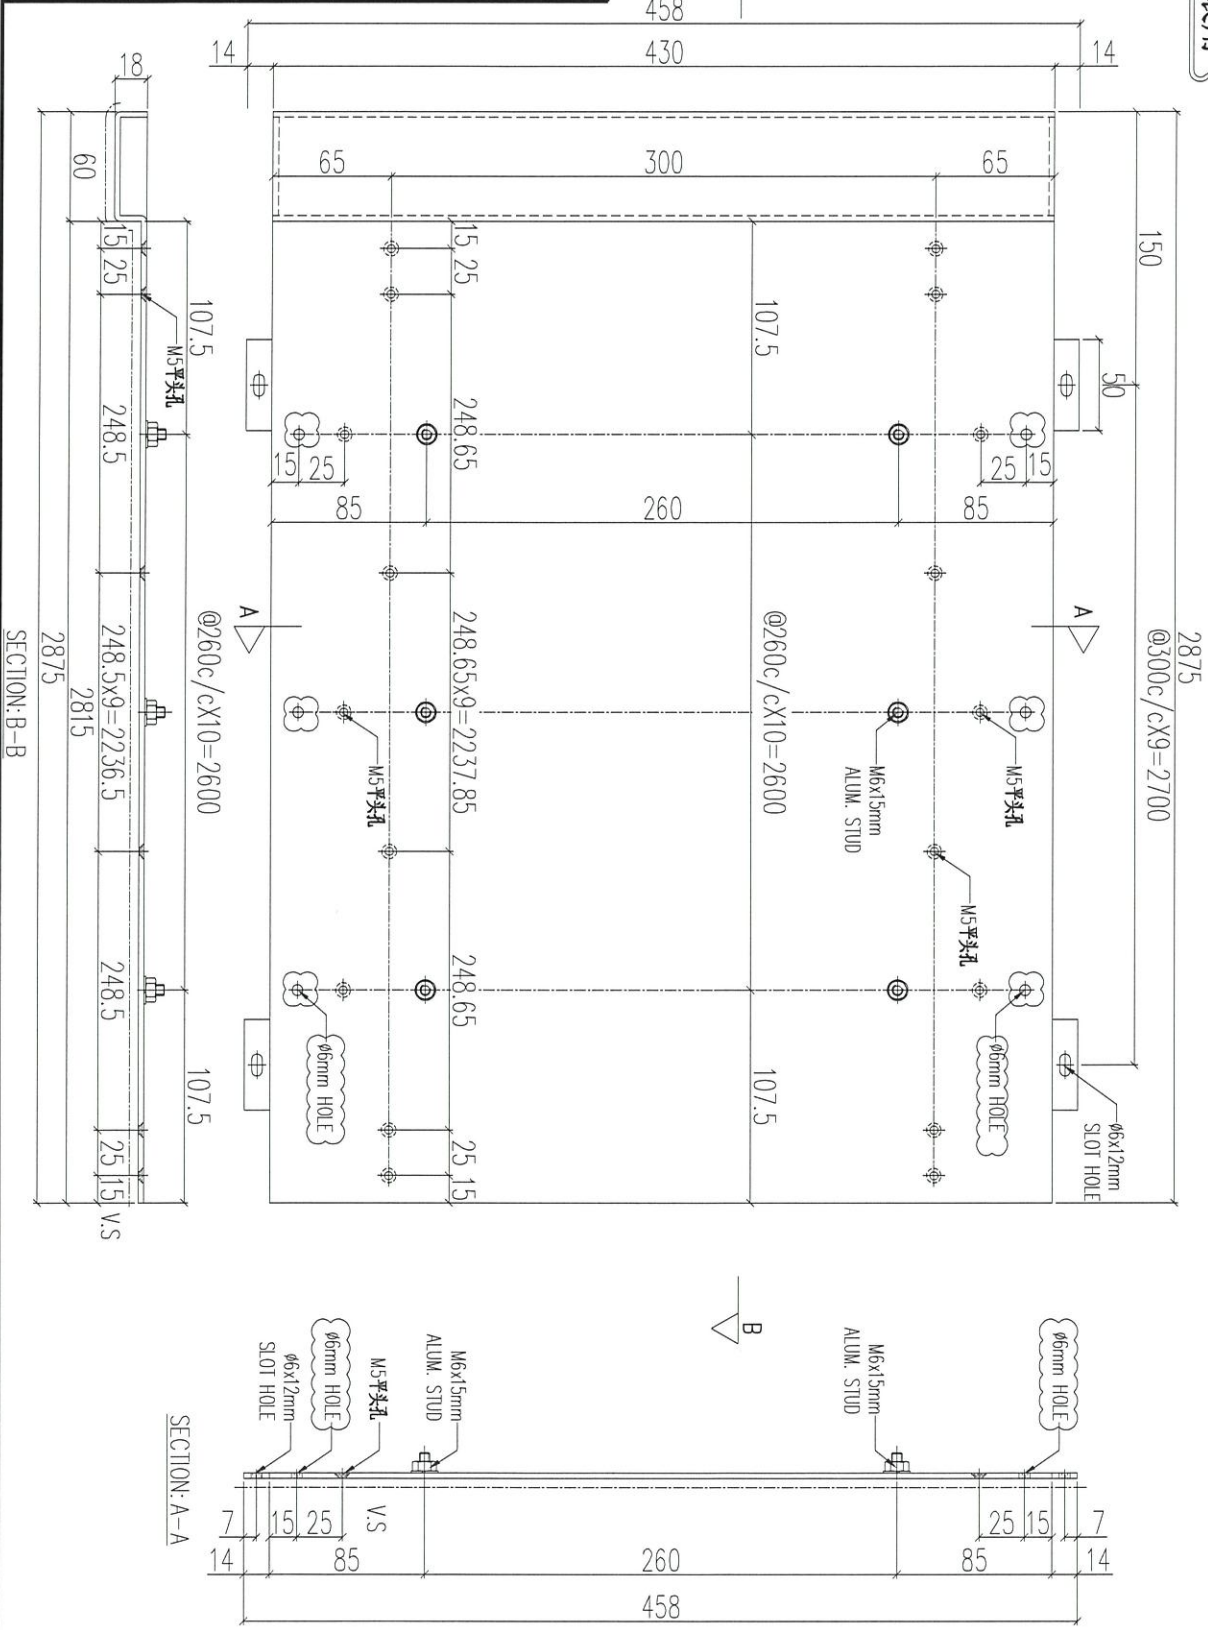 458
14
430
14
18
60
65
300
65
150
2875
@300c/cX9=2700
50
15
25
107.5
M5平头孔
248.5
248.5x9=2236.5
2815
2875
248.5
25
15
V.S
@260c/cX10=2600
107.5
SECTION: B-B
15
25
248.65
248.65x9=2237.85
248.65
25
15
107.5
@260c/cX10=2600
107.5
15
25
25
15
85
260
85
A
A
M5平头孔
M6x15mm
ALUM. STUD
M5平头孔
M5平头孔
ø6mm HOLE
ø6mm HOLE
ø6x12mm
SLOT HOLE
B
ø6mm HOLE
M6x15mm
ALUM. STUD
M6x15mm
ALUM. STUD
M5平头孔
ø6mm HOLE
ø6x12mm
SLOT HOLE
V.S
SECTION: A-A
7
15
25
25
15
7
14
85
260
85
14
458